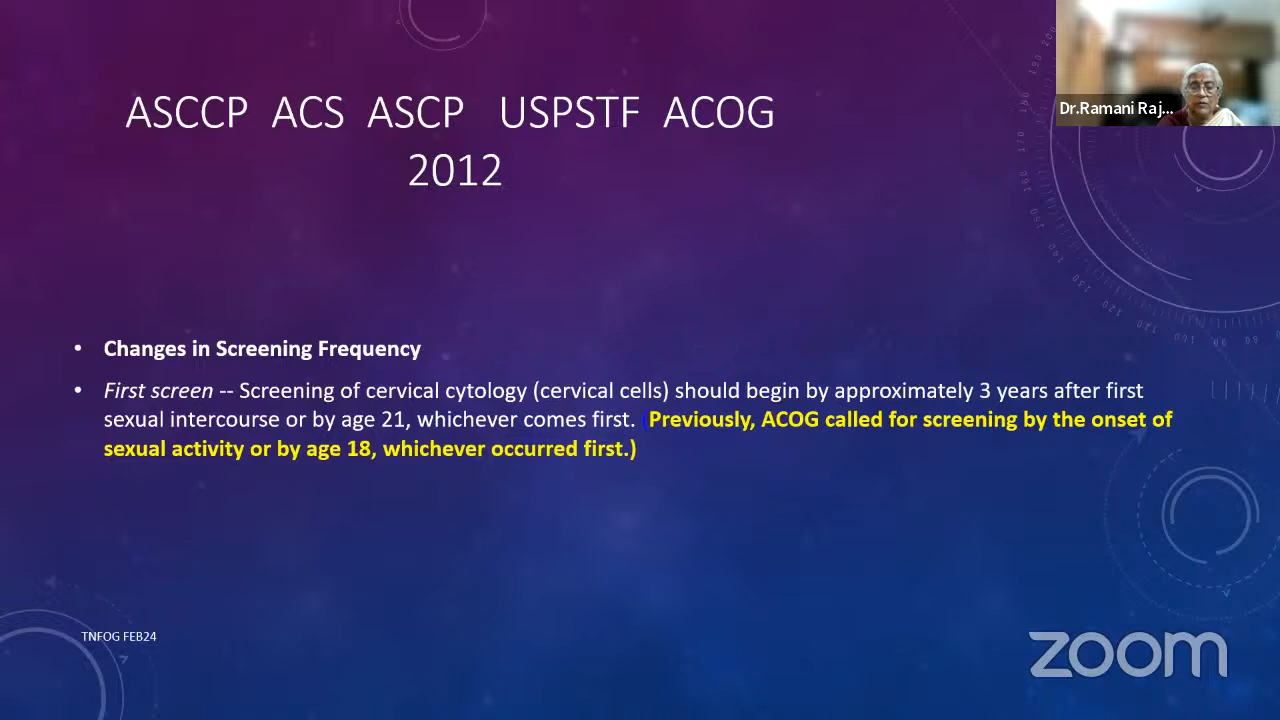 ASCCP ACS ASCP USPSTF ACOG
2012
Dr.Ramani Raj...
• Changes in Screening Frequency
• First screen -- Screening of cervical cytology (cervical cells) should begin by approximately 3 years after first
sexual intercourse or by age 21, whichever comes first. (Previously, ACOG called for screening by the onset of
sexual activity or by age 18, whichever occurred first.)
TNFOG FEB24
zoom